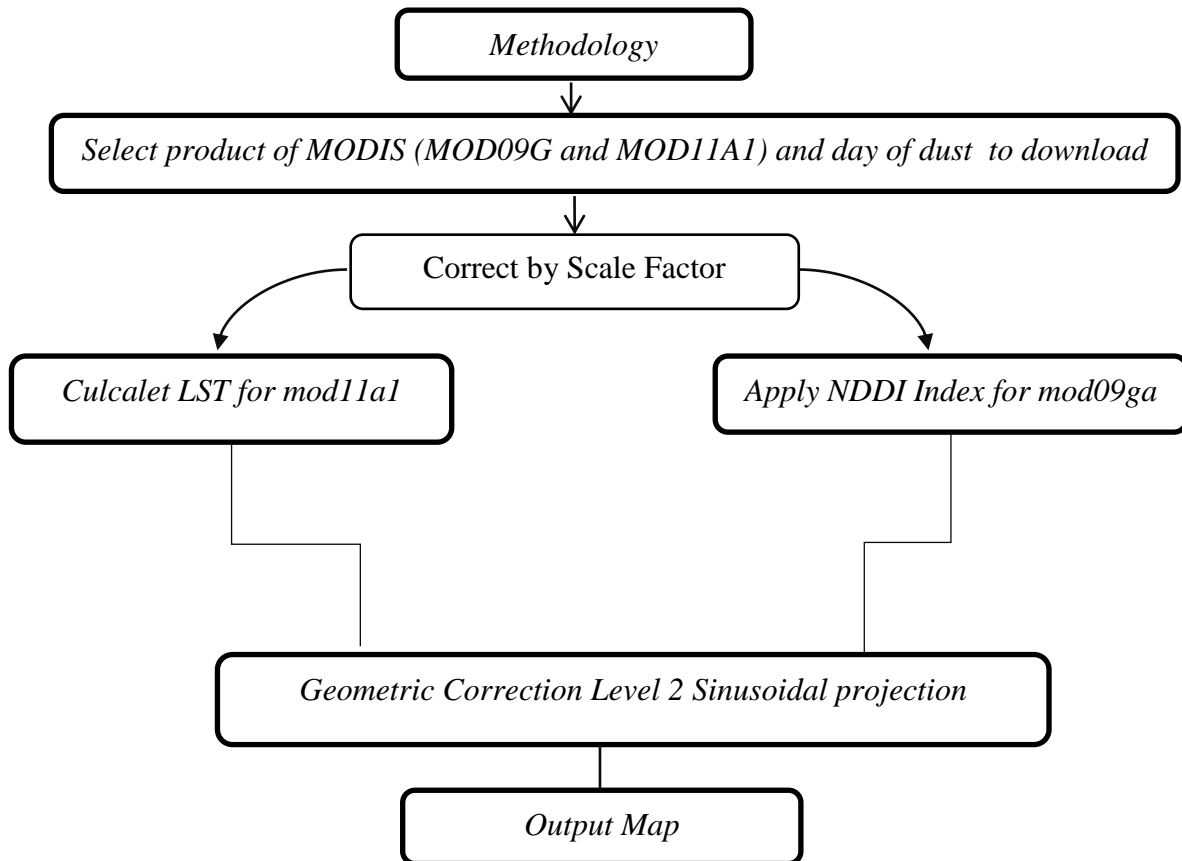 Methodology
Select product of MODIS (MOD09G and MOD11A1) and day of dust to download
Correct by Scale Factor
Culcalet LST for mod11a1
Apply NDDI Index for mod09ga
Geometric Correction Level 2 Sinusoidal projection
Output Map